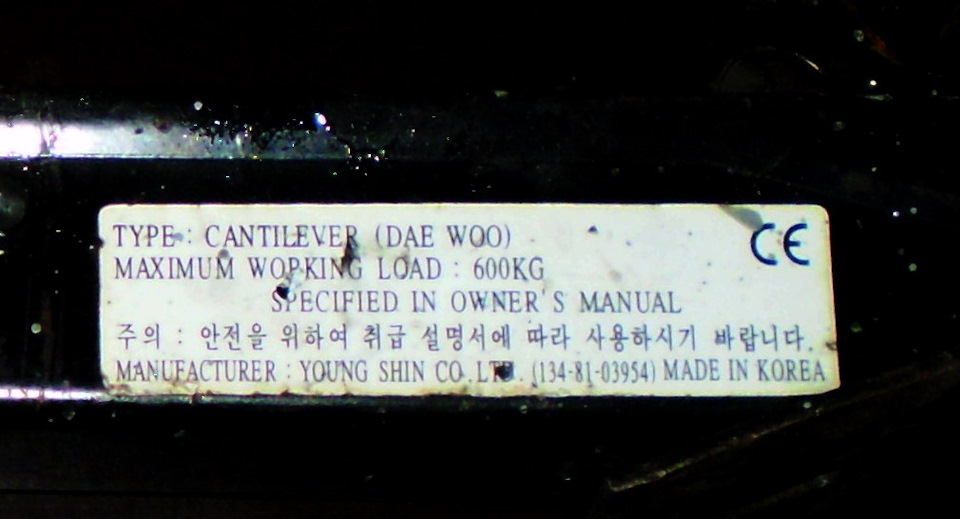 TYPE : CANTILEVER (DAE WOO)
CE
MAXIMUM WORKING LOAD : 600KG
SPECIFIED IN OWNER'S MANUAL
주의 : 안전을 위하여 취급 설명서에 따라 사용하시기 바랍니다.
MANUFACTURER : YOUNG SHIN CO. LTD. (134-81-03954) MADE IN KOREA